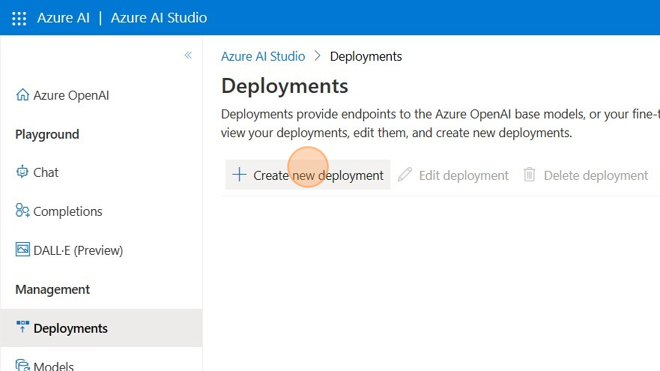 Azure AI | Azure AI Studio
Azure AI Studio > Deployments
Deployments
Deployments provide endpoints to the Azure OpenAI base models, or your fine-t
view your deployments, edit them, and create new deployments.
+ Create new deployment Edit deployment Delete deployment
«
Azure OpenAI
Playground
Chat
Completions
DALL·E (Preview)
Management
Deployments
Models